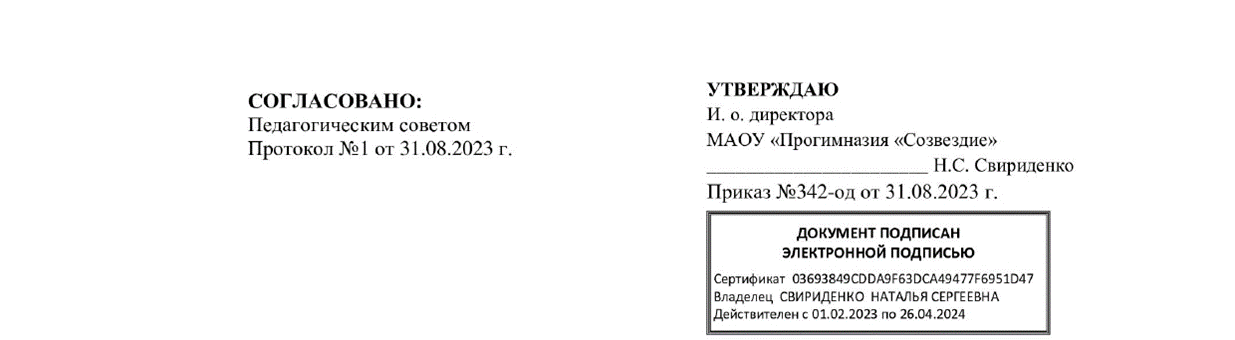 СОГЛАСОВАНО:
Педагогическим советом
Протокол №1 от 31.08.2023 г.
УТВЕРЖДАЮ
И. о. директора
МАОУ «Прогимназия «Созвездие»
______________________ Н.С. Свириденко
Приказ №342-од от 31.08.2023 г.
ДОКУМЕНТ ПОДПИСАН
ЭЛЕКТРОННОЙ ПОДПИСЬЮ
Сертификат 03693849CDDA9F63DCA49477F6951D47
Владелец СВИРИДЕНКО НАТАЛЬЯ СЕРГЕЕВНА
Действителен с 01.02.2023 по 26.04.2024